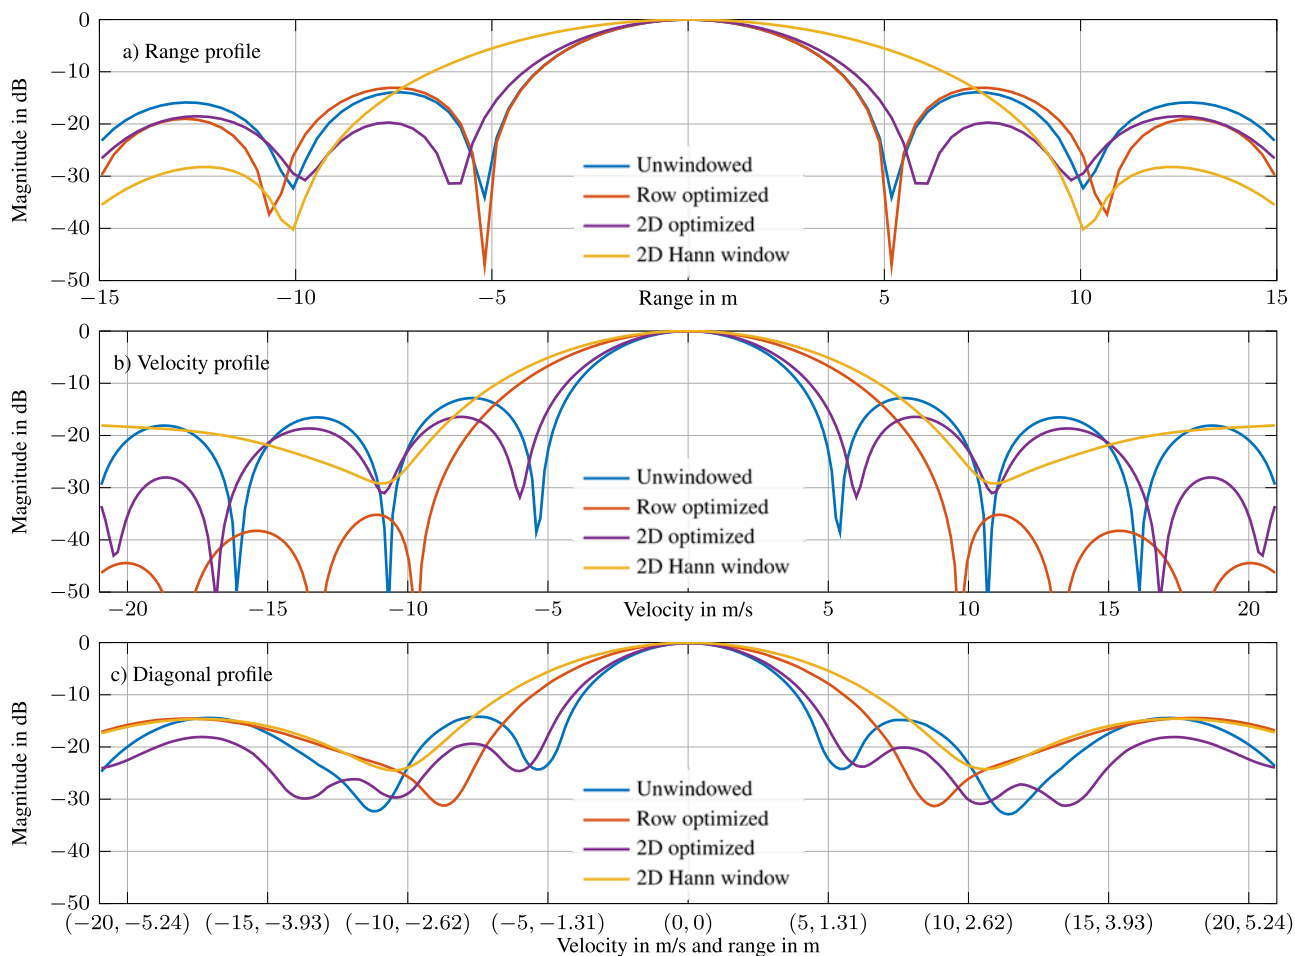 0
−10
−20
−30
−40
−50
Magnitude in dB
a) Range profile
Unwindowed
Row optimized
2D optimized
2D Hann window
−15 −10 −5 Range in m 5 10 15
0
−10
−20
−30
−40
−50
Magnitude in dB
b) Velocity profile
Unwindowed
Row optimized
2D optimized
2D Hann window
−20 −15 −10 −5 Velocity in m/s 5 10 15 20
0
−10
−20
−30
−40
−50
Magnitude in dB
c) Diagonal profile
Unwindowed
Row optimized
2D optimized
2D Hann window
(−20, −5.24) (−15, −3.93) (−10, −2.62) (−5, −1.31) (0, 0) (5, 1.31) (10, 2.62) (15, 3.93) (20, 5.24)
Velocity in m/s and range in m